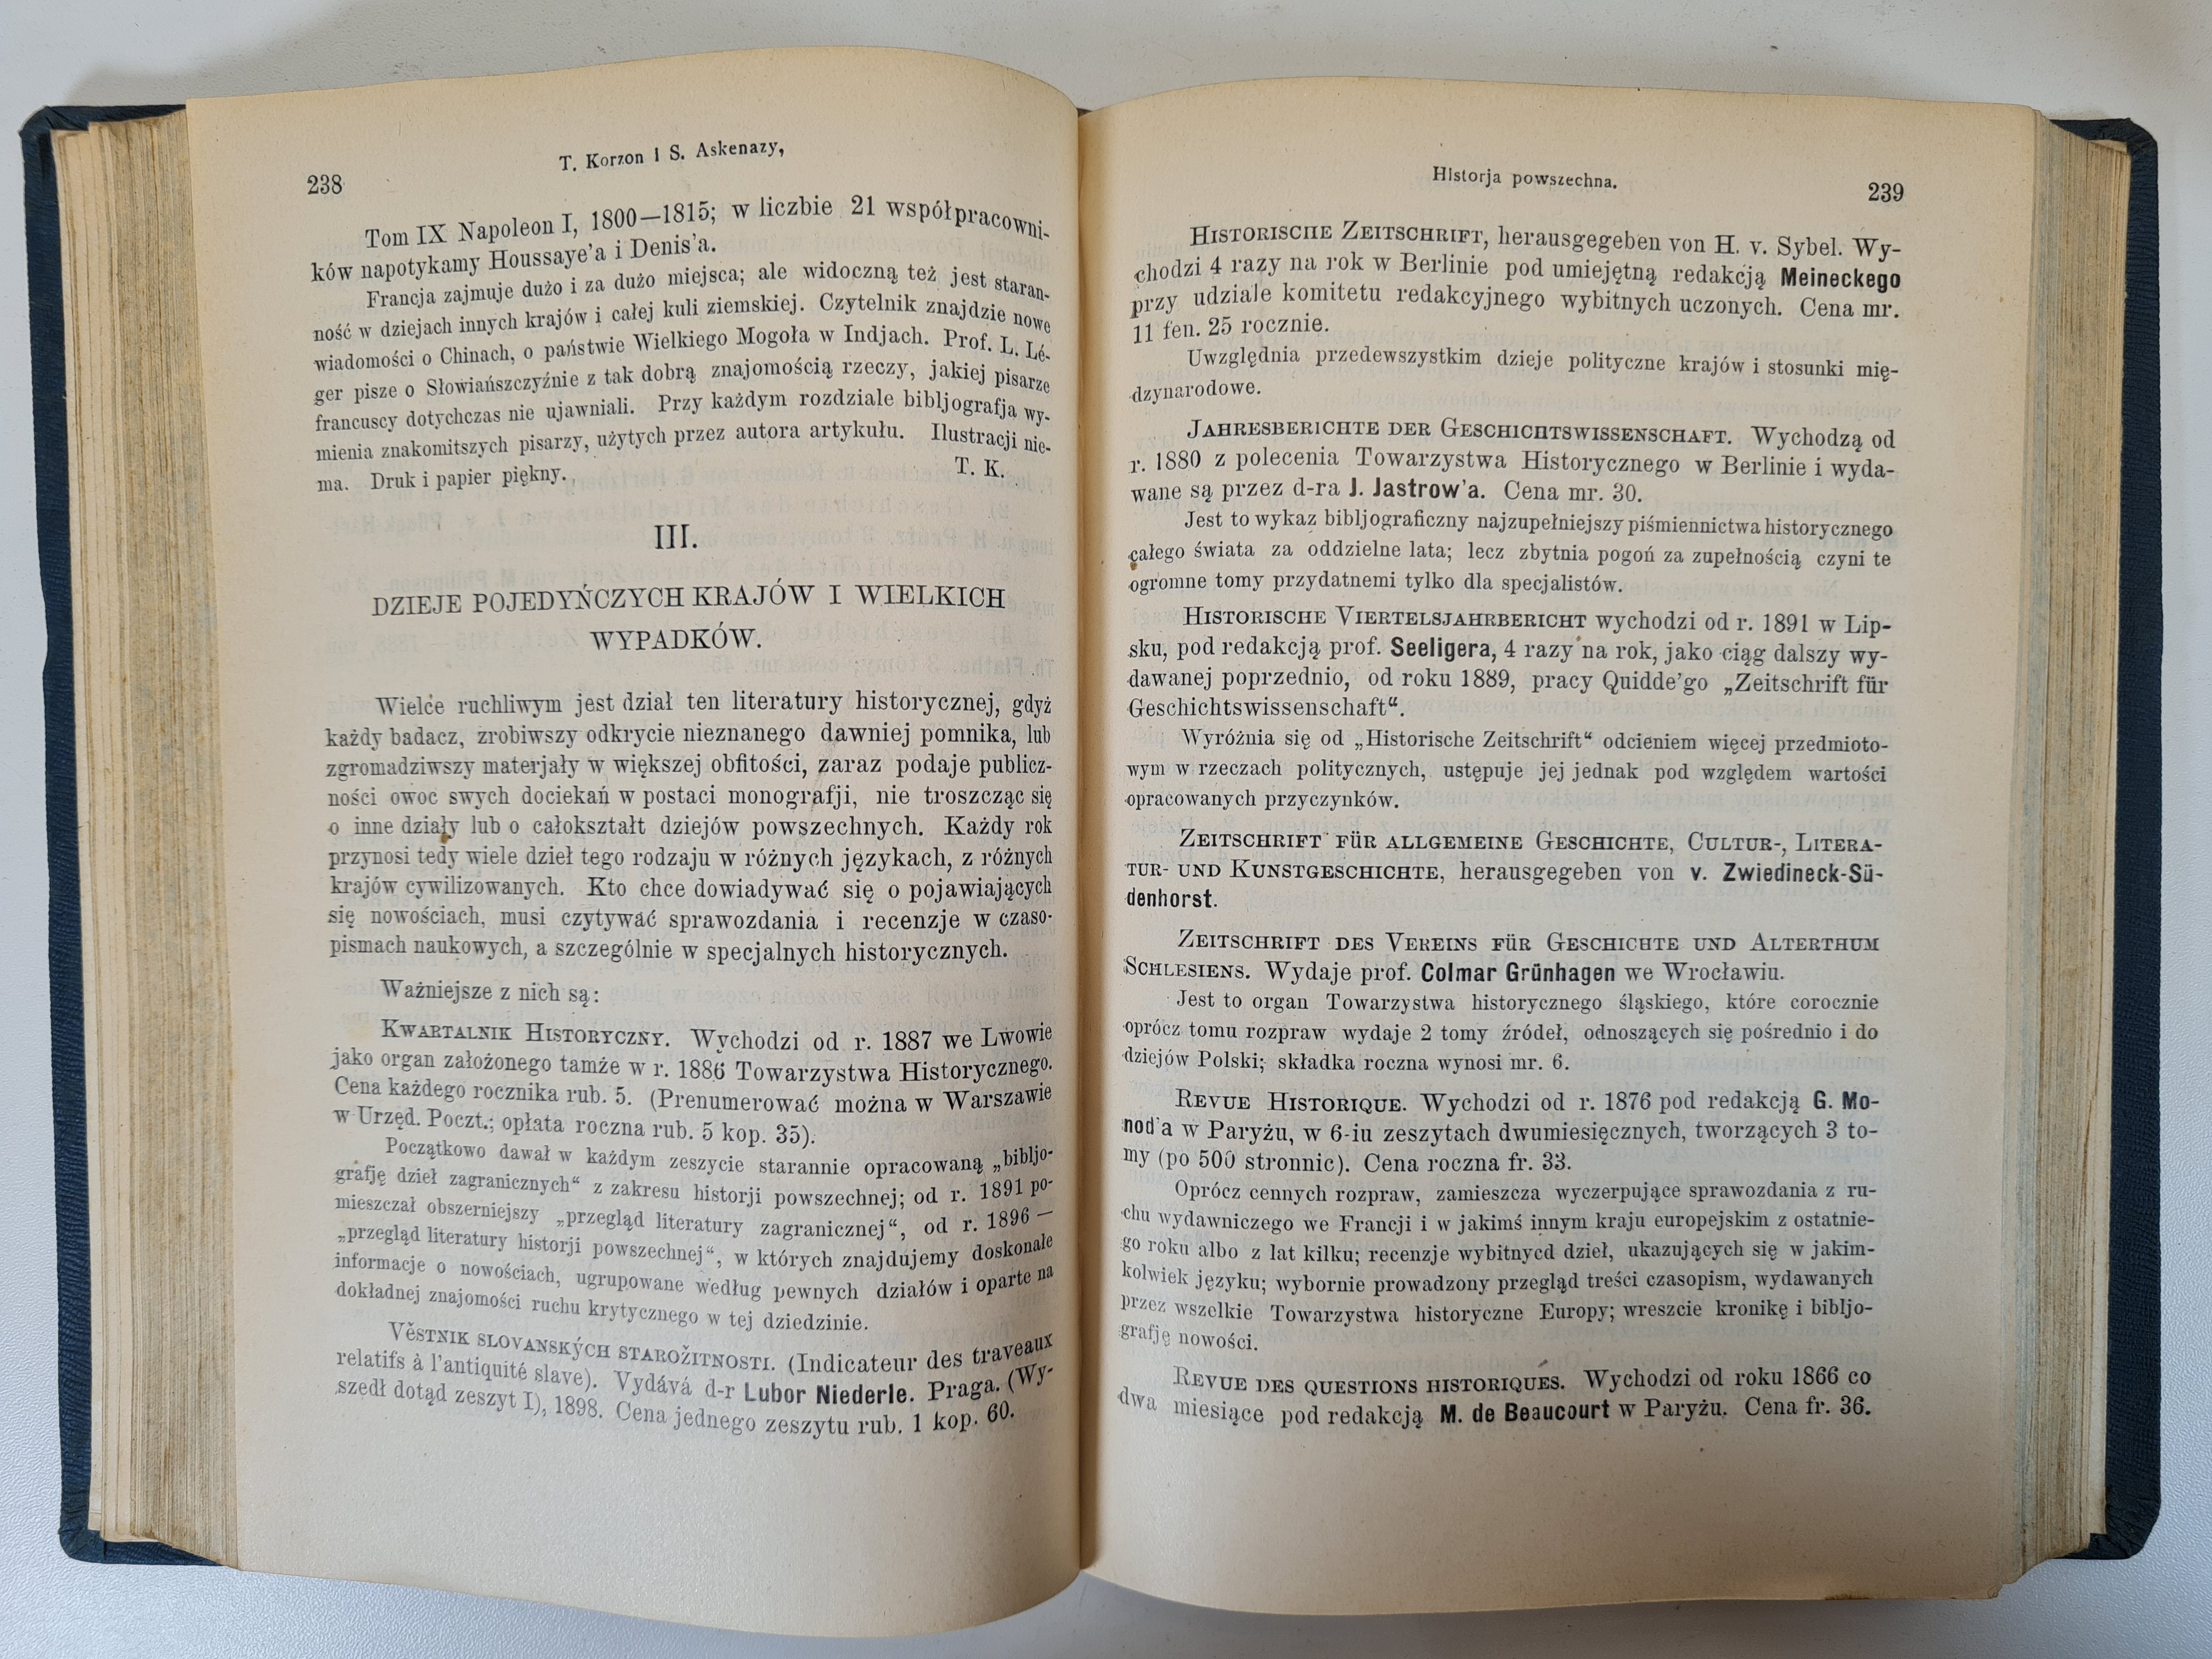 238
T. Korzon i S. Askenazy,
Tom IX Napoleon I, 1800—1815; w liczbie 21 współpracowni-
ków napotykamy Houssaye'a i Denis'a.
Francja zajmuje dużo i za dużo miejsca; ale widoczną też jest staran-
ność w dziejach innych krajów i całej kuli ziemskiej. Czytelnik znajdzie nowe
wiadomości o Chinach, o państwie Wielkiego Mogoła w Indjach. Prof. L. Lé-
ger pisze o Słowiańszczyźnie z tak dobrą znajomością rzeczy, jakiej pisarze
francuscy dotychczas nie ujawniali. Przy każdym rozdziale bibljografja wy-
mienia znakomitszych pisarzy, użytych przez autora artykułu. Ilustracji nie-
ma. Druk i papier piękny. T. K.
III.
DZIEJE POJEDYŃCZYCH KRAJÓW I WIELKICH
WYPADKÓW.
Wielce ruchliwym jest dział ten literatury historycznej, gdyż
każdy badacz, zrobiwszy odkrycie nieznanego dawniej pomnika, lub
zgromadziwszy materjały w większej obfitości, zaraz podaje publicz-
ności owoc swych dociekań w postaci monografji, nie troszcząc się
o inne działy lub o całokształt dziejów powszechnych. Każdy rok
przynosi tedy wiele dzieł tego rodzaju w różnych językach, z różnych
krajów cywilizowanych. Kto chce dowiadywać się o pojawiających
się nowościach, musi czytywać sprawozdania i recenzje w czaso-
pismach naukowych, a szczególnie w specjalnych historycznych.
Ważniejsze z nich są:
KWARTALNIK HISTORYCZNY. Wychodzi od r. 1887 we Lwowie
jako organ założonego tamże w r. 1886 Towarzystwa Historycznego.
Cena każdego rocznika rub. 5. (Prenumerować można w Warszawie
w Urzęd. Poczt.; opłata roczna rub. 5 kop. 35).
Początkowo dawał w każdym zeszycie starannie opracowaną „bibljo-
grafję dzieł zagranicznych“ z zakresu historji powszechnej; od r. 1891 po-
mieszczał obszerniejszy „przegląd literatury zagranicznej“, od r. 1896 —
„przegląd literatury historji powszechnej“, w których znajdujemy doskonałe
informacje o nowościach, ugrupowane według pewnych działów i oparte na
dokładnej znajomości ruchu krytycznego w tej dziedzinie.
VĚSTNIK SLOVANSKÝCH STAROŽITNOSTI. (Indicateur des traveaux
relatifs à l'antiquité slave). Vydává d-r Lubor Niederle. Praga. (Wy-
szedł dotąd zeszyt I), 1898. Cena jednego zeszytu rub. 1 kop. 60.
Historja powszechna.
239
HISTORISCHE ZEITSCHRIFT, herausgegeben von H. v. Sybel. Wy-
chodzi 4 razy na rok w Berlinie pod umiejętną redakcją Meineckego
przy udziale komitetu redakcyjnego wybitnych uczonych. Cena mr.
11 fen. 25 rocznie.
Uwzględnia przedewszystkim dzieje polityczne krajów i stosunki mię-
dzynarodowe.
JAHRESBERICHTE DER GESCHICHTSWISSENSCHAFT. Wychodzą od
r. 1880 z polecenia Towarzystwa Historycznego w Berlinie i wyda-
wane są przez d-ra J. Jastrow'a. Cena mr. 30.
Jest to wykaz bibljograficzny najzupełniejszy piśmiennictwa historycznego
całego świata za oddzielne lata; lecz zbytnia pogoń za zupełnością czyni te
ogromne tomy przydatnemi tylko dla specjalistów.
HISTORISCHE VIERTELSJAHRBERICHT wychodzi od r. 1891 w Lip-
sku, pod redakcją prof. Seeligera, 4 razy na rok, jako ciąg dalszy wy-
dawanej poprzednio, od roku 1889, pracy Quidde'go „Zeitschrift für
Geschichtswissenschaft“.
Wyróżnia się od „Historische Zeitschrift“ odcieniem więcej przedmioto-
wym w rzeczach politycznych, ustępuje jej jednak pod względem wartości
opracowanych przyczynków.
ZEITSCHRIFT FÜR ALLGEMEINE GESCHICHTE, CULTUR-, LITERA-
TUR- UND KUNSTGESCHICHTE, herausgegeben von v. Zwiedineck-Sü-
denhorst.
ZEITSCHRIFT DES VEREINS FÜR GESCHICHTE UND ALTERTHUM
SCHLESIENS. Wydaje prof. Colmar Grünhagen we Wrocławiu.
Jest to organ Towarzystwa historycznego śląskiego, które corocznie
oprócz tomu rozpraw wydaje 2 tomy źródeł, odnoszących się pośrednio i do
dziejów Polski; składka roczna wynosi mr. 6.
REVUE HISTORIQUE. Wychodzi od r. 1876 pod redakcją G. Mo-
nod'a w Paryżu, w 6-iu zeszytach dwumiesięcznych, tworzących 3 to-
my (po 500 stronnic). Cena roczna fr. 33.
Oprócz cennych rozpraw, zamieszcza wyczerpujące sprawozdania z ru-
chu wydawniczego we Francji i w jakimś innym kraju europejskim z ostatnie-
go roku albo z lat kilku; recenzje wybitnycd dzieł, ukazujących się w jakim-
kolwiek języku; wybornie prowadzony przegląd treści czasopism, wydawanych
przez wszelkie Towarzystwa historyczne Europy; wreszcie kronikę i bibljo-
grafję nowości.
REVUE DES QUESTIONS HISTORIQUES. Wychodzi od roku 1866 co
dwa miesiące pod redakcją M. de Beaucourt w Paryżu. Cena fr. 36.